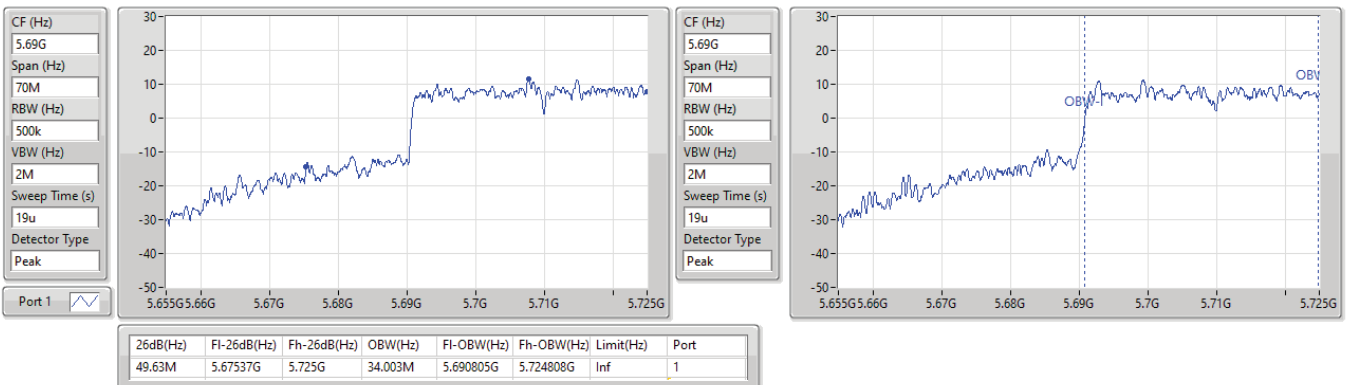 CF (Hz)
5.69G
Span (Hz)
70M
RBW (Hz)
500k
VBW (Hz)
2M
Sweep Time (s)
19u
Detector Type
Peak
Port 1
30
20
10
0
-10
-20
-30
-40
-50
5.655G 5.66G 5.67G 5.68G 5.69G 5.7G 5.71G 5.725G
CF (Hz)
5.69G
Span (Hz)
70M
RBW (Hz)
500k
VBW (Hz)
2M
Sweep Time (s)
19u
Detector Type
Peak
30
20
10
0
-10
-20
-30
-40
-50
OBW-l
OBW
5.655G 5.66G 5.67G 5.68G 5.69G 5.7G 5.71G 5.725G
26dB(Hz) Fl-26dB(Hz) Fh-26dB(Hz) OBW(Hz) Fl-OBW(Hz) Fh-OBW(Hz) Limit(Hz) Port
49.63M 5.67537G 5.725G 34.003M 5.690805G 5.724808G Inf 1